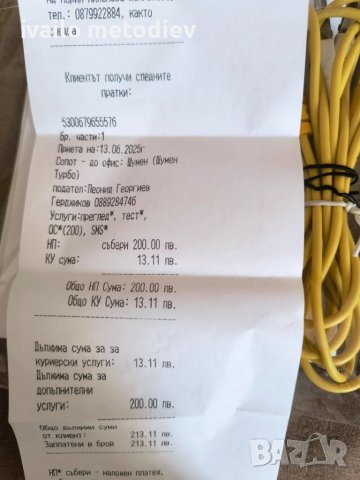 тел.: 0879922884, както
ivailo metodiev
Клиентът получи следните
пратки:
5300679655576
Бр. части:1
Приета на:13.06.2025г
Сопот - до офис: Шумен (Шумен
Турбо)
подател:Леонид Георгиев
Герджиков 0889284746
Услуги:преглед*, тест*,
ОС*(200), SMS*
НП: събери 200.00 лв.
КУ сума: 13.11 лв.
Общо НП Сума: 200.00 лв.
Общо КУ Сума: 13.11 лв.
Дължима сума за за
куриерски услуги: 13.11 лв.
Дължима сума за
допълнителни
услуги: 200.00 лв.
Общо дължими суми
от клиент: 213.11 лв.
Заплатени в брой 213.11 лв.
НП* събери - наложен платеж,
BAZAR